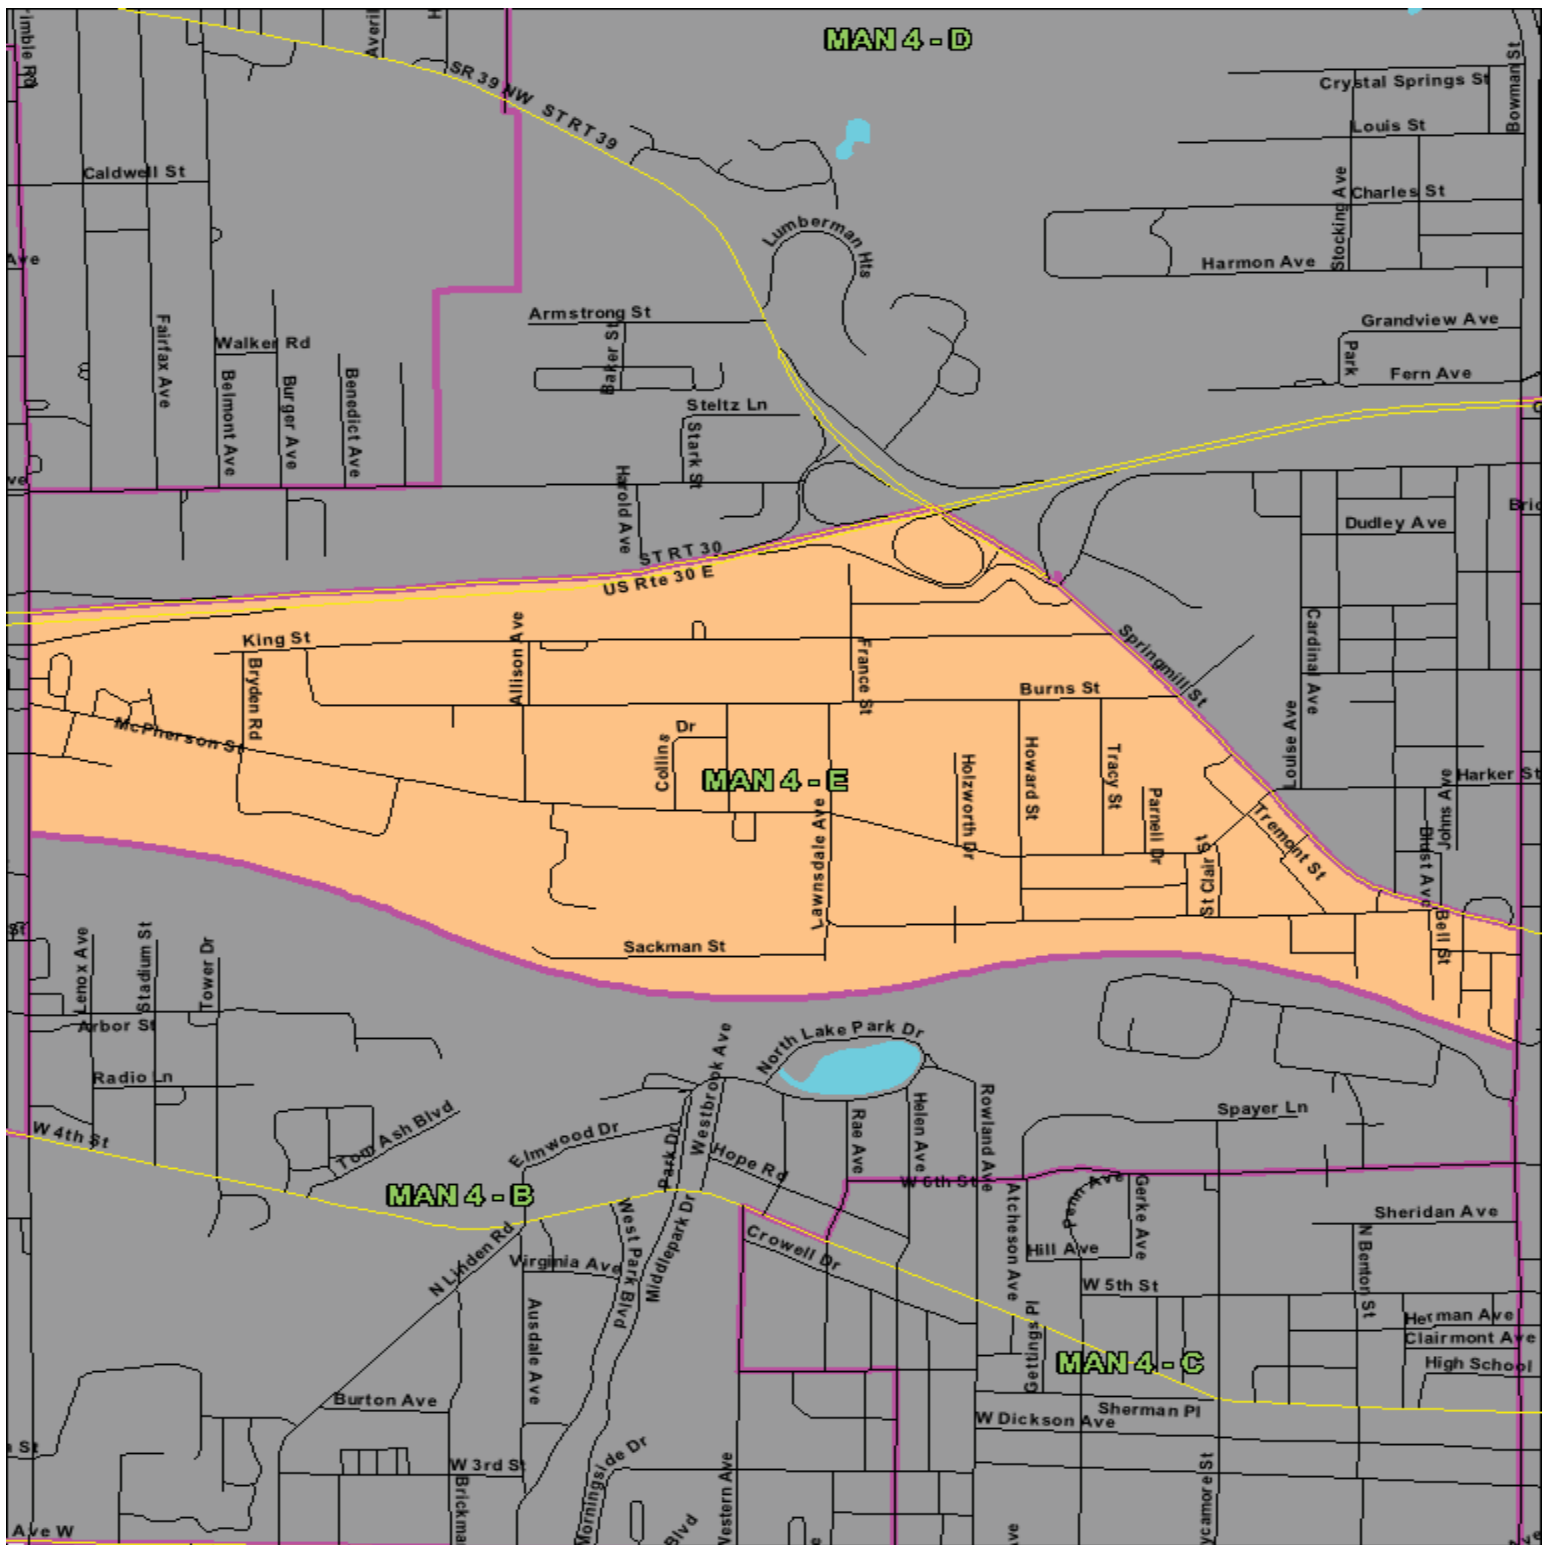 MAN 4 - D
SR 39 NW
ST RT 39
Crystal Springs St
Bowman St
Louis St
Caldwell St
Stocking Ave
Charles St
Lumberman Hts
Harmon Ave
Ave
Armstrong St
Baker St
Grandview Ave
Park
Fern Ave
Fairfax Ave
Walker Rd
Belmont Ave
Burger Ave
Benedict Ave
Steltz Ln
Stark St
Harold Ave
Dudley Ave
ST RT 30
US Rte 30 E
King St
Bryden Rd
Allison Ave
France St
Springmill St
Cardinal Ave
Burns St
McPherson St
Collins
Dr
MAN 4 - E
Louise Ave
Holzworth Dr
Howard St
Tracy St
Parnell Dr
Harker St
Johns Ave
Tremont St
Blust Ave
Lawnsdale Ave
St Clair St
Bell St
Sackman St
St
Lenox Ave
Stadium St
Tower Dr
Arbor St
Radio Ln
North Lake Park Dr
Westbrook Ave
W 4th St
Tom Ash Blvd
Elmwood Dr
Park Dr
Hope Rd
Rae Ave
Helen Ave
Rowland Ave
Spayer Ln
MAN 4 - B
W 6th St
Penn Ave
Gerke Ave
Atcheson Ave
Sheridan Ave
N Linden Rd
Virginia Ave
West Park Blvd
Middlepark Dr
Crowell Dr
Hill Ave
W 5th St
N Benton St
Ausdale Ave
Gettings Pl
Herman Ave
Clairmont Ave
High School
MAN 4 - C
Burton Ave
Sherman Pl
W Dickson Ave
W 3rd St
Morningside Dr
Ave W
Blvd